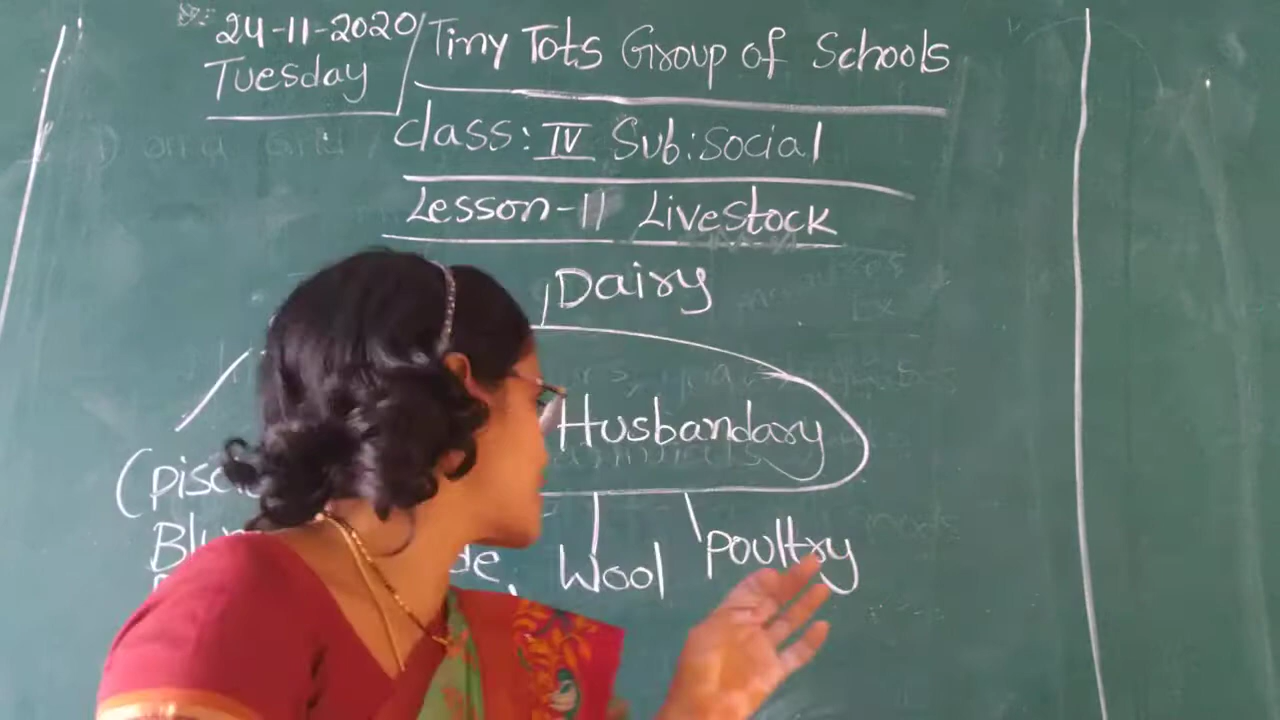 24-11-2020
Tuesday
Tiny Tots Group of Schools
Class: IV Sub: Social
Lesson-11 Livestock
Dairy
Husbandary
Wool
Poultry